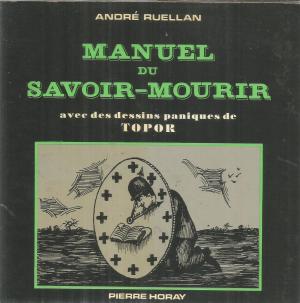 ANDRÉ RUELLAN
MANUEL
DU
SAVOIR-MOURIR
avec des dessins paniques de
TOPOR
PIERRE HORAY